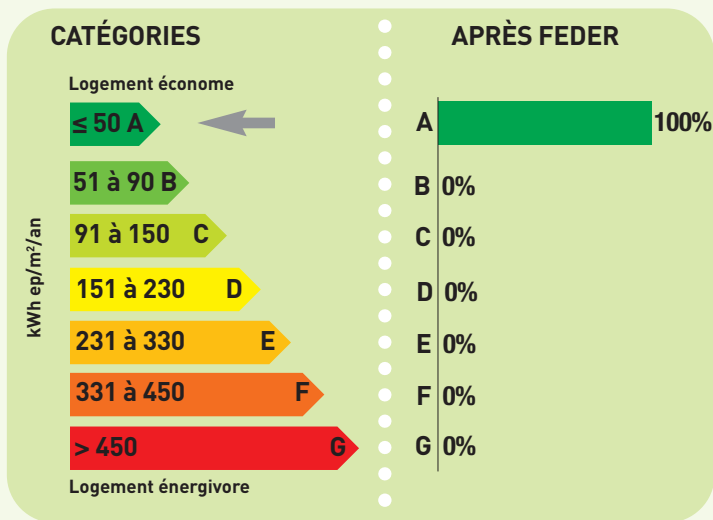 CATÉGORIES
Logement économe
≤ 50 A
51 à 90 B
91 à 150 C
151 à 230 D
231 à 330 E
331 à 450 F
> 450 G
Logement énergivore
kWh ep/m²/an
APRÈS FEDER
A 100%
B 0%
C 0%
D 0%
E 0%
F 0%
G 0%